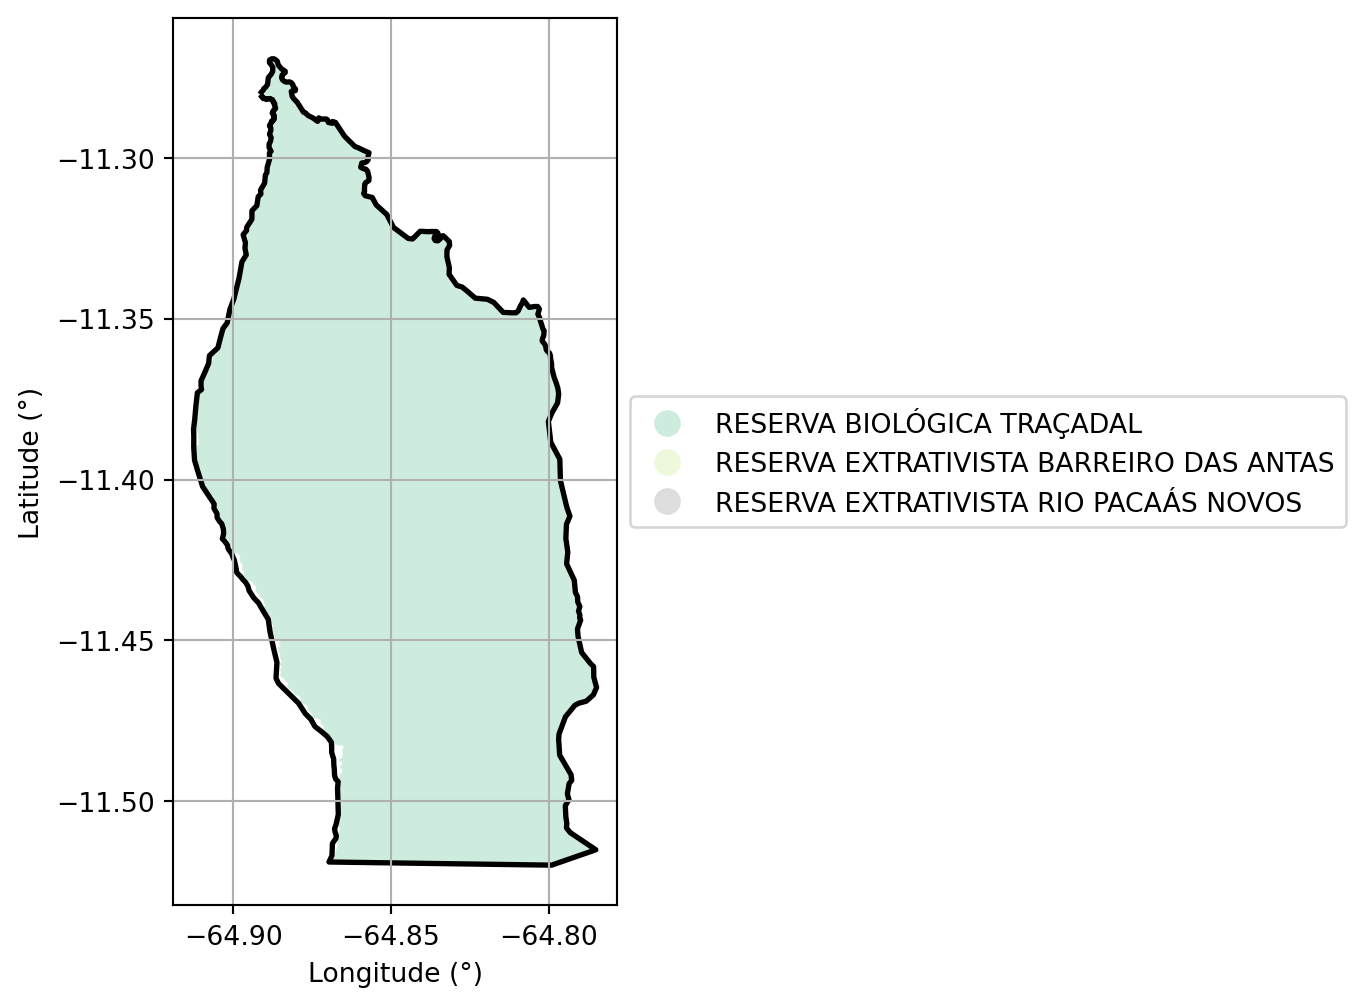 −11.30
−11.35
−11.40
−11.45
−11.50
Latitude (°)
−64.90
−64.85
−64.80
Longitude (°)
RESERVA BIOLÓGICA TRAÇADAL
RESERVA EXTRATIVISTA BARREIRO DAS ANTAS
RESERVA EXTRATIVISTA RIO PACAÁS NOVOS